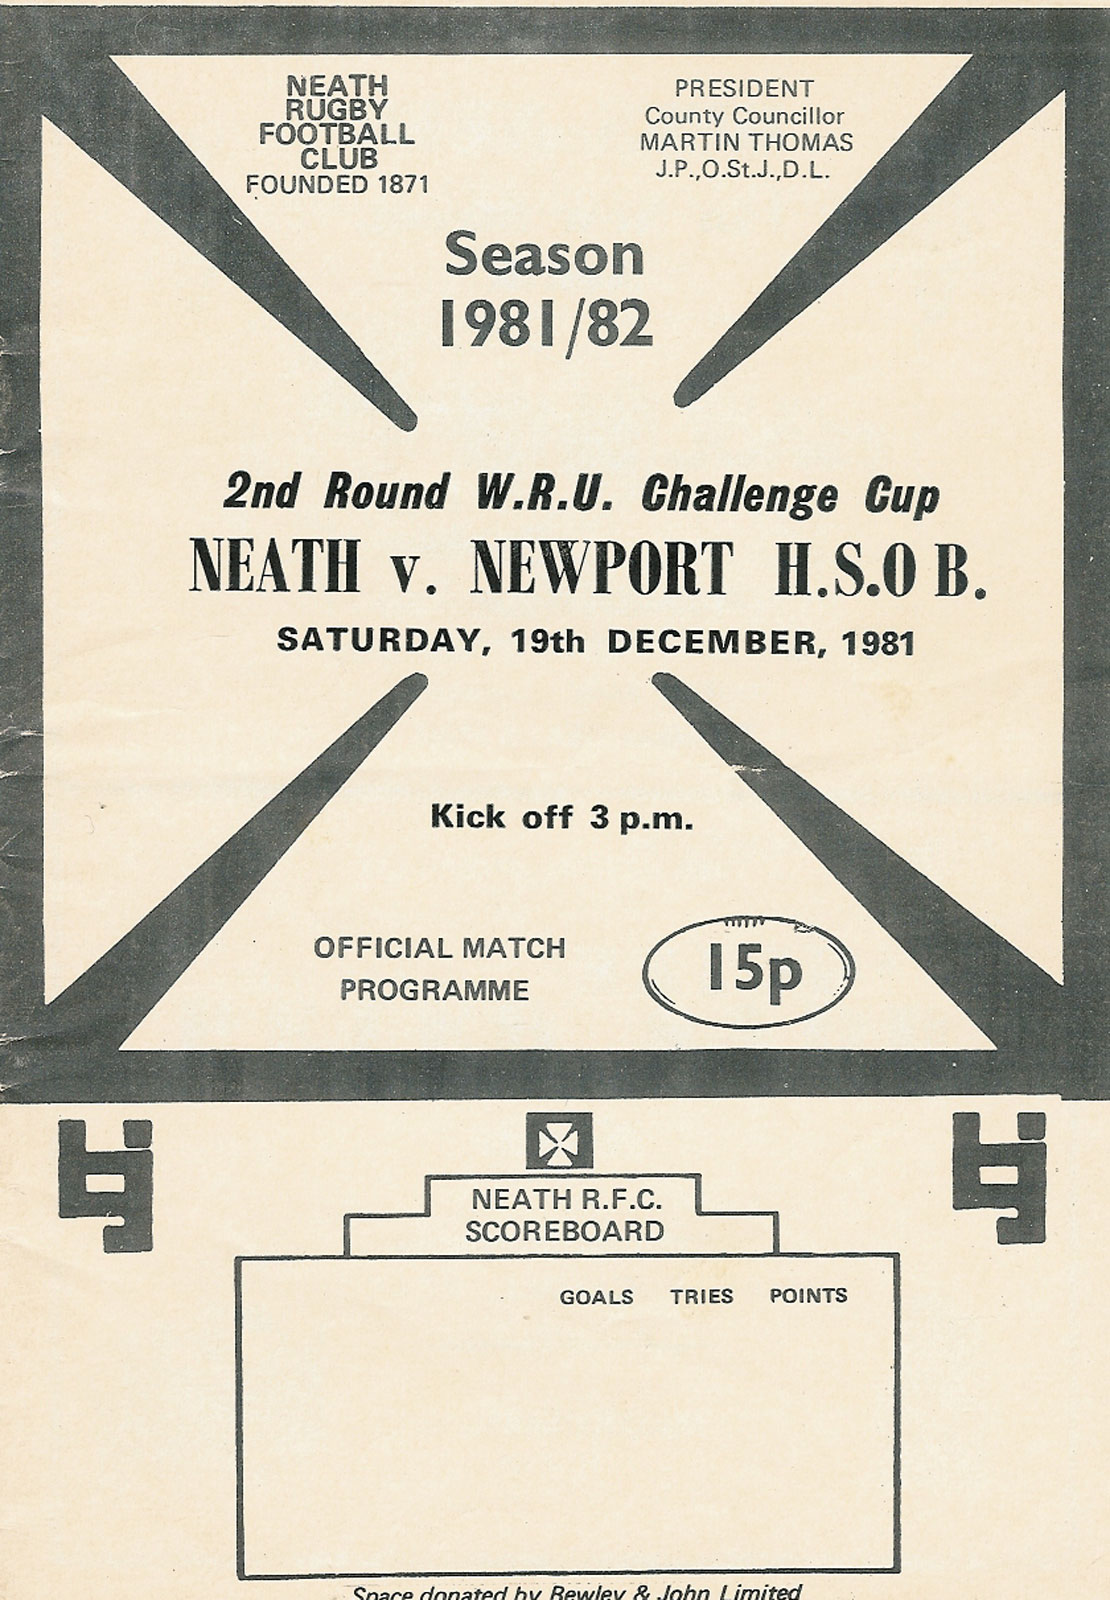 NEATH
RUGBY
FOOTBALL
CLUB
FOUNDED 1871
PRESIDENT
County Councillor
MARTIN THOMAS
J.P.,O.St.J.,D.L.
Season
1981/82
2nd Round W.R.U. Challenge Cup
NEATH v. NEWPORT H.S.O B.
SATURDAY, 19th DECEMBER, 1981
Kick off 3 p.m.
OFFICIAL MATCH
PROGRAMME
15p
NEATH R.F.C.
SCOREBOARD
GOALS TRIES POINTS
Space donated by Bewley & John Limited